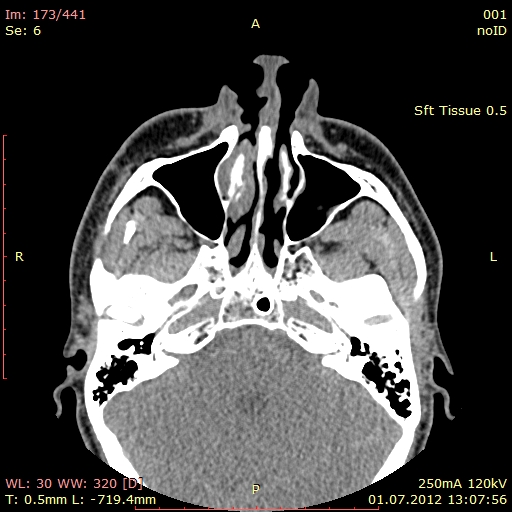 Im: 173/441
Se: 6
A
001
noID
Sft Tissue 0.5
R
L
WL: 30 WW: 320 [D]
T: 0.5mm L: -719.4mm
P
250mA 120kV
01.07.2012 13:07:56